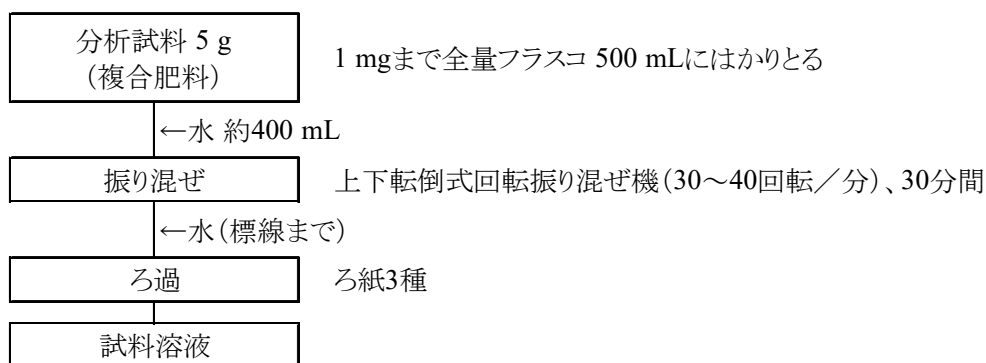 分析試料 5 g
（複合肥料）
1 mgまで全量フラスコ 500 mLにはかりとる
←水 約400 mL
振り混ぜ
上下転倒式回転振り混ぜ機（30～40回転／分）、30分間
←水（標線まで）
ろ過
ろ紙3種
試料溶液